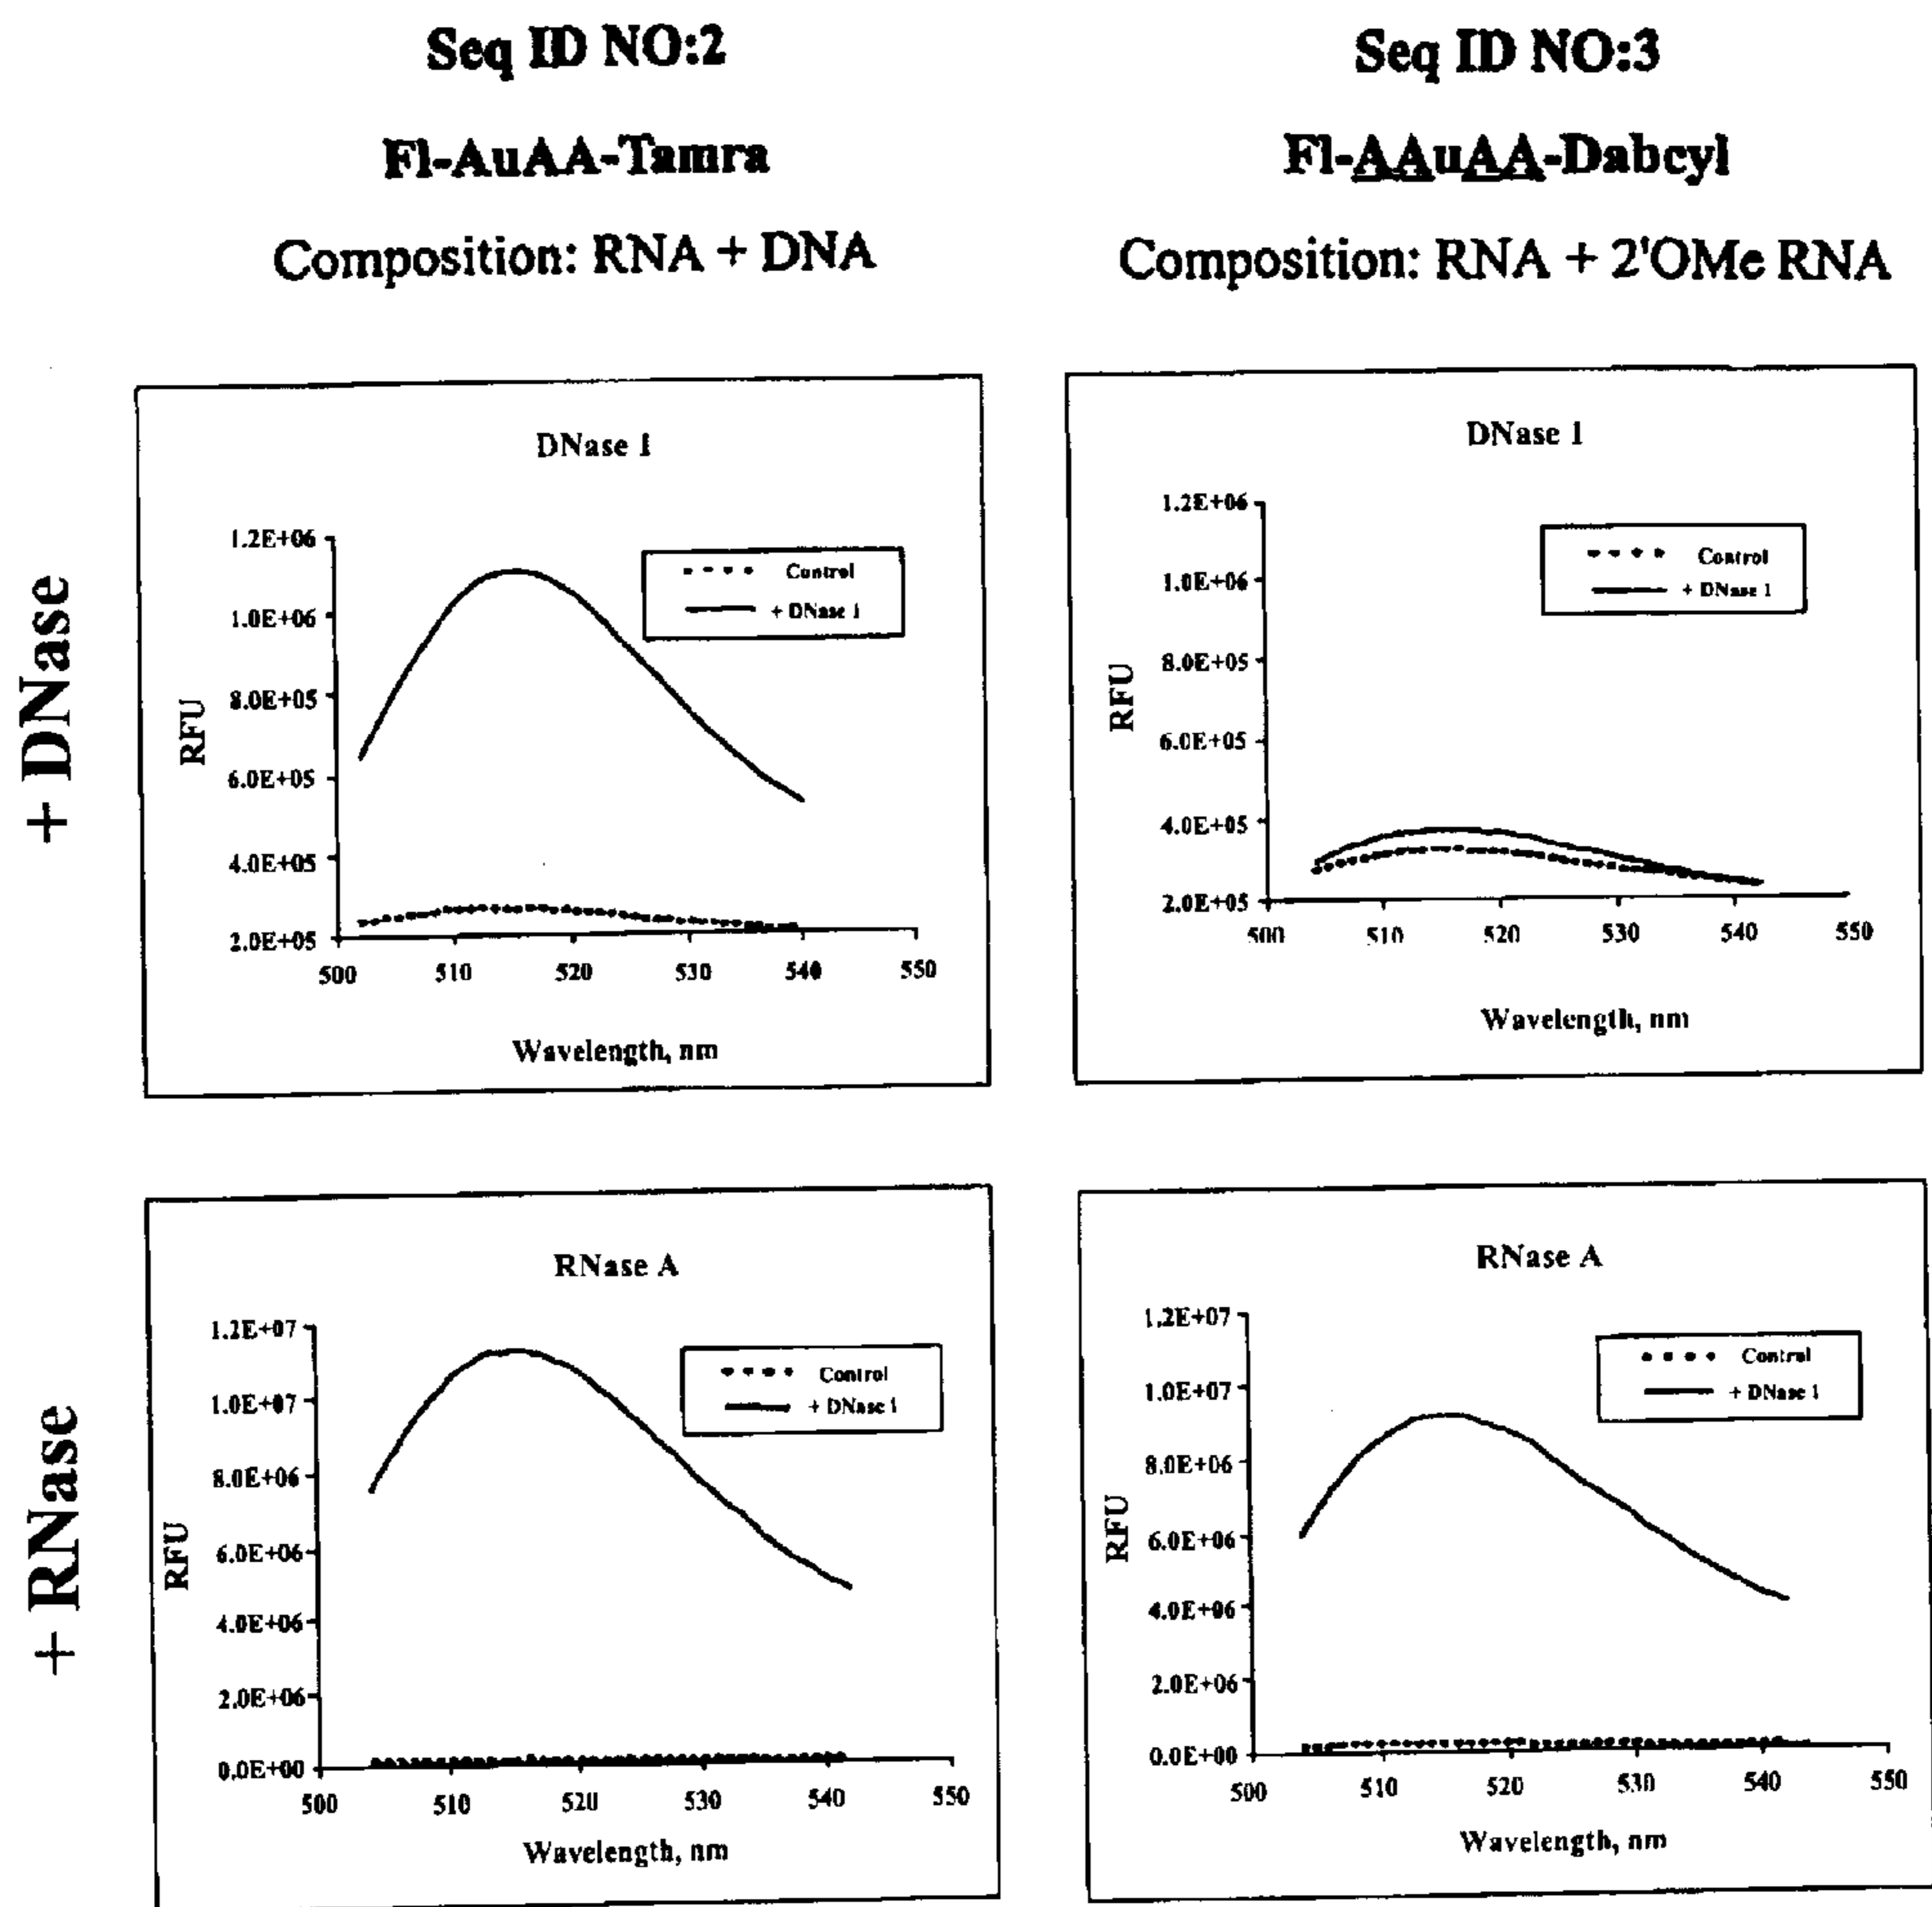 Seq ID NO:2
Fl-AuAA-Tamra
Composition: RNA + DNA
Seq ID NO:3
Fl-AAuAA-Dabcyl
Composition: RNA + 2'OMe RNA
+ DNase
DNase 1
1.2E+06
1.0E+06
8.0E+05
6.0E+05
4.0E+05
2.0E+05
RFU
Control
+ DNase 1
500 510 520 530 540 550
Wavelength, nm
DNase 1
1.2E+06
1.0E+06
8.0E+05
6.0E+05
4.0E+05
2.0E+05
RFU
Control
+ DNase 1
500 510 520 530 540 550
Wavelength, nm
+ RNase
RNase A
1.2E+07
1.0E+07
8.0E+06
6.0E+06
4.0E+06
2.0E+06
0.0E+00
RFU
Control
+ DNase 1
500 510 520 530 540 550
Wavelength, nm
RNase A
1.2E+07
1.0E+07
8.0E+06
6.0E+06
4.0E+06
2.0E+06
0.0E+00
RFU
Control
+ DNase 1
500 510 520 530 540 550
Wavelength, nm